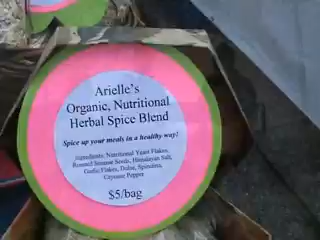 Arielle's
Organic, Nutritional
Herbal Spice Blend
Spice up your meals in a healthy way!
Ingredients: Nutritional Yeast Flakes,
Roasted Sesame Seeds, Himalayan Salt,
Garlic Flakes, Dulse, Spirulina,
Cayenne Pepper
$5/bag